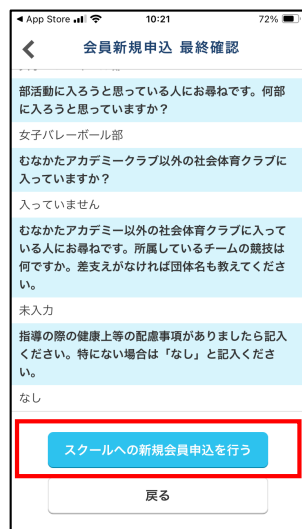 App Store 10:21 72%
会員新規申込 最終確認
部活動に入ろうと思っている人にお尋ねです。何部
に入ろうと思っていますか？
女子バレーボール部
むなかたアカデミークラブ以外の社会体育クラブに
入っていますか？
入っていません
むなかたアカデミー以外の社会体育クラブに入って
いる人にお尋ねです。所属しているチームの競技は
何ですか。差支えがなければ団体名も教えてくださ
い。
未入力
指導の際の健康上等の配慮事項がありましたら記入
ください。特にない場合は「なし」と記入くださ
い。
なし
スクールへの新規会員申込を行う
戻る